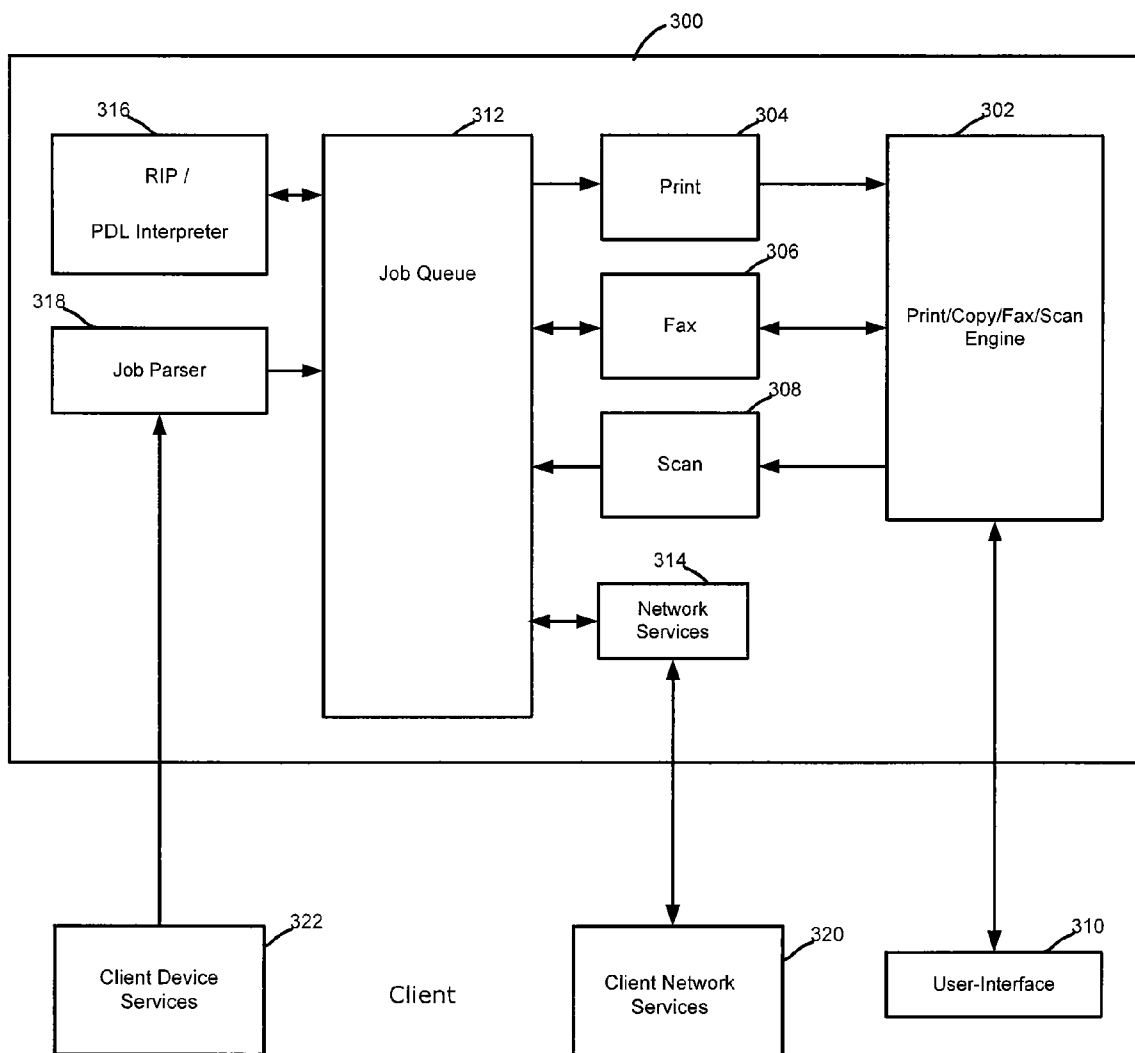 300
316
312
304
302
RIP /
PDL Interpreter
Job Queue
Print
Print/Copy/Fax/Scan
Engine
306
Fax
318
Job Parser
308
Scan
314
Network
Services
322
Client Device
Services
Client
320
Client Network
Services
310
User-Interface